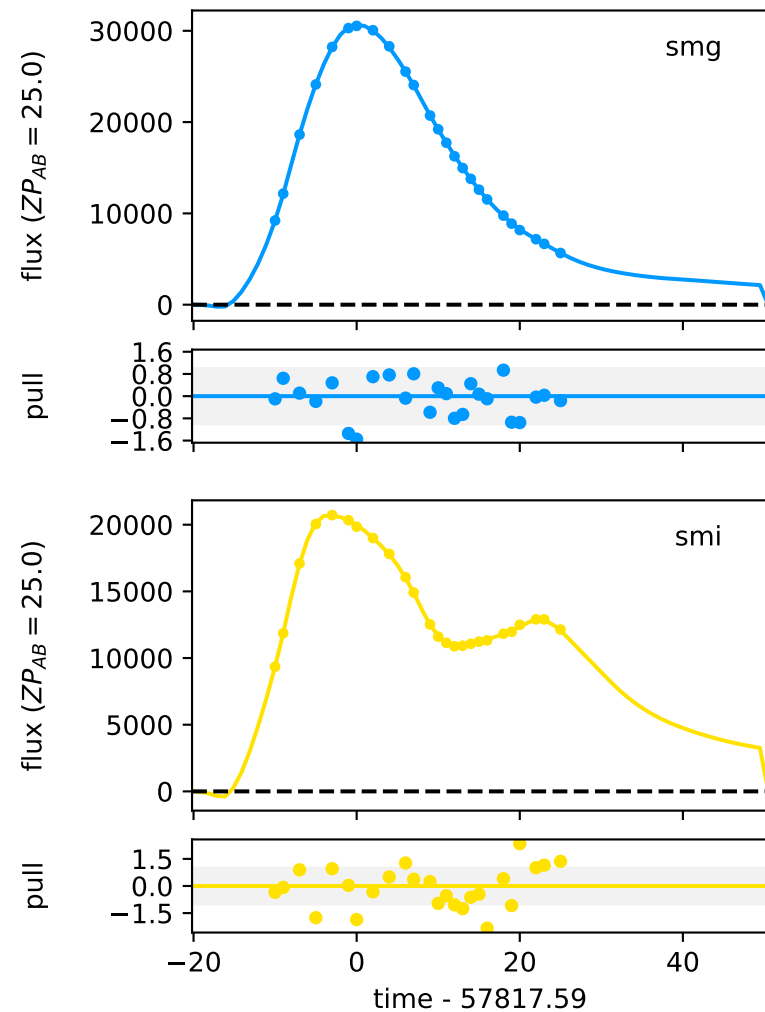 smg
flux (ZP_AB = 25.0)
30000
20000
10000
0
pull
1.6
0.8
0.0
−0.8
−1.6
smi
flux (ZP_AB = 25.0)
20000
15000
10000
5000
0
pull
1.5
0.0
−1.5
−20 0 20 40
time - 57817.59